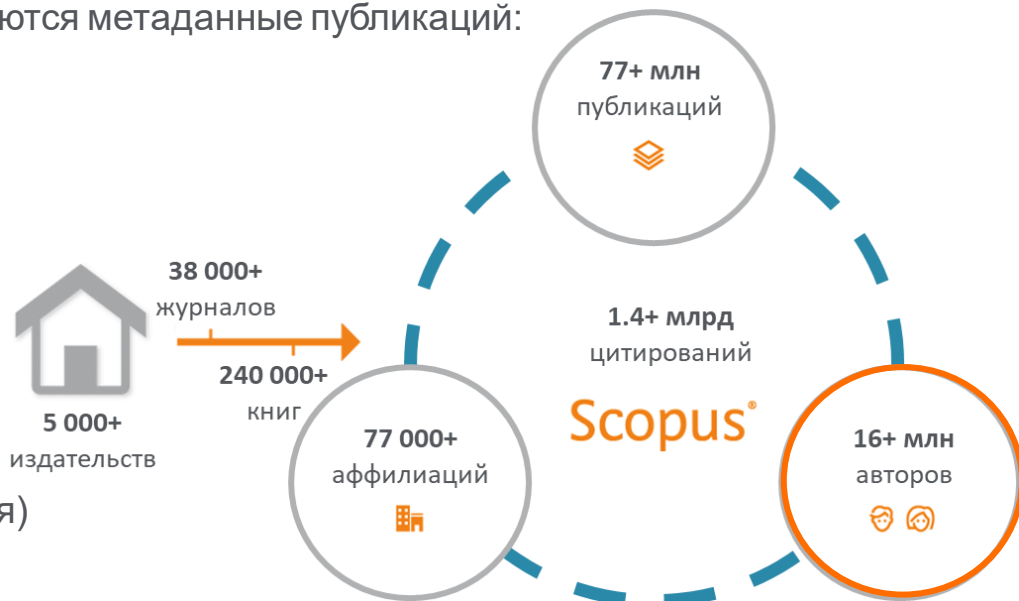 метаданные публикаций:
77+ млн
публикаций
38 000+
журналов
240 000+
книг
5 000+
издательств
1.4+ млрд
цитирований
Scopus®
77 000+
аффилиаций
16+ млн
авторов